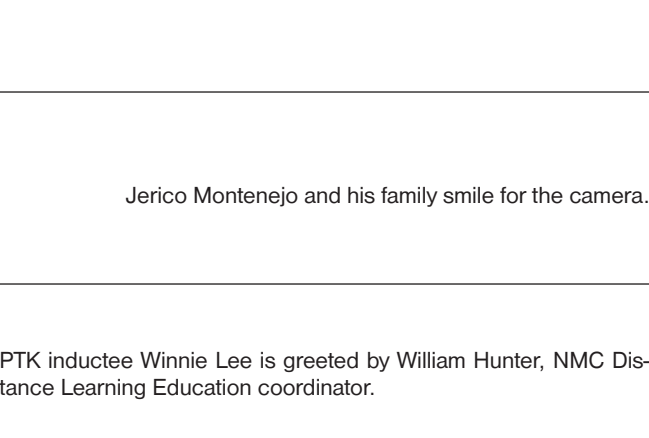 Jerico Montenejo and his family smile for the camera.
PTK inductee Winnie Lee is greeted by William Hunter, NMC Dis-
tance Learning Education coordinator.